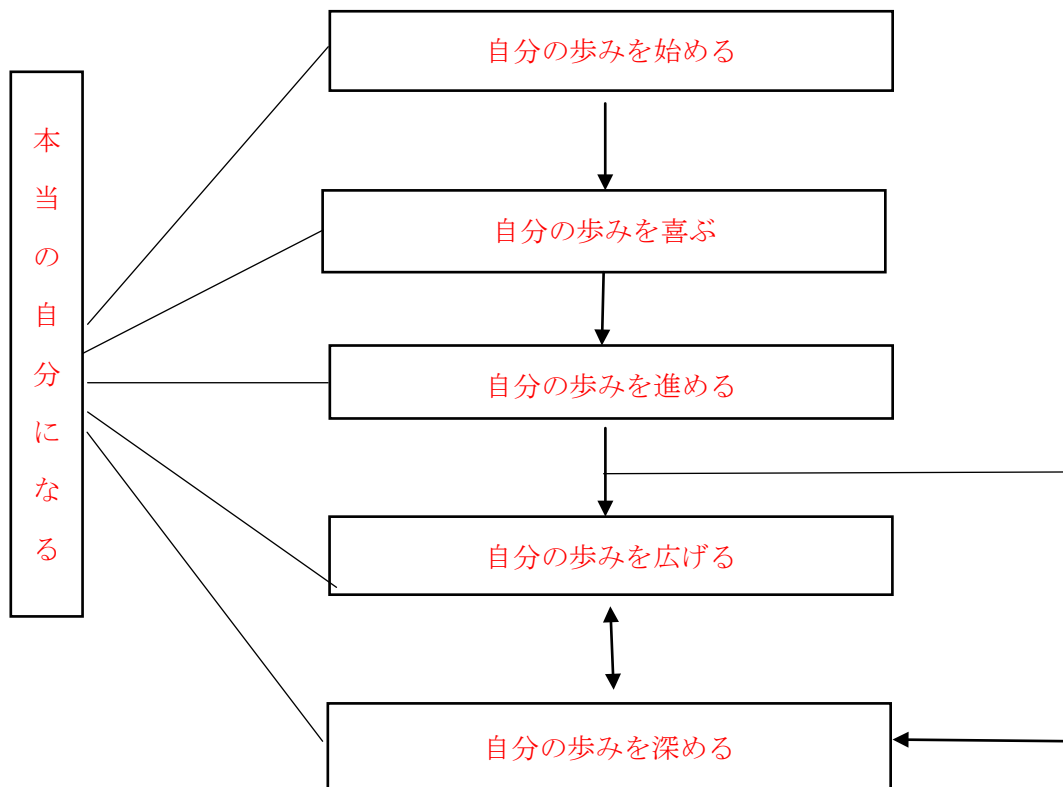 本当の自分になる
自分の歩みを始める
自分の歩みを喜ぶ
自分の歩みを進める
自分の歩みを広げる
自分の歩みを深める